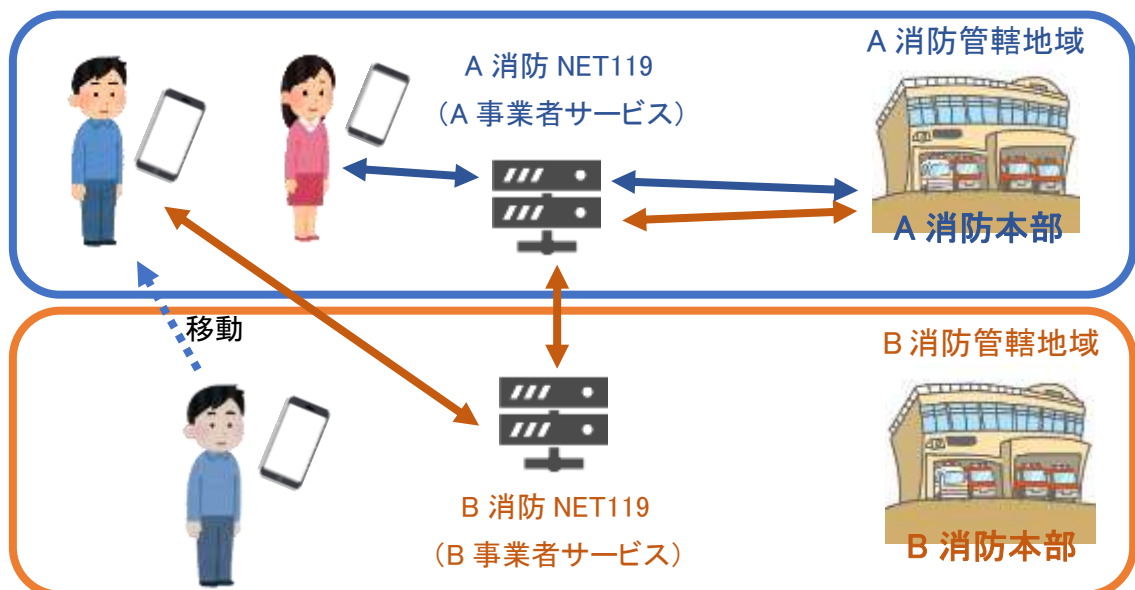 A 消防 NET119
(A 事業者サービス)
A 消防管轄地域
A 消防本部
移動
B 消防管轄地域
B 消防 NET119
(B 事業者サービス)
B 消防本部